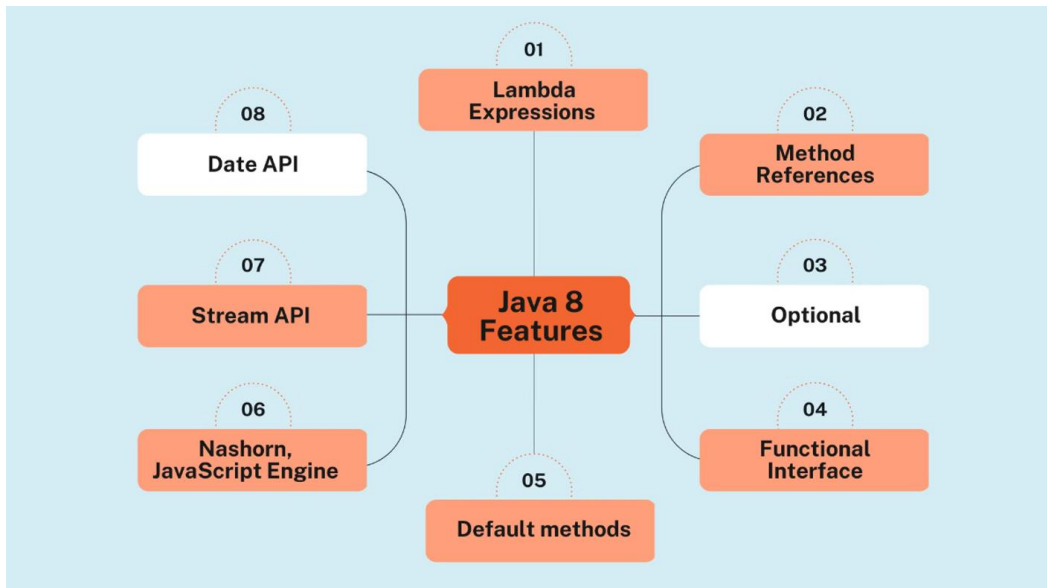 01
Lambda
Expressions
02
Method
References
03
Optional
04
Functional
Interface
05
Default methods
06
Nashorn,
JavaScript Engine
07
Stream API
08
Date API
Java 8
Features